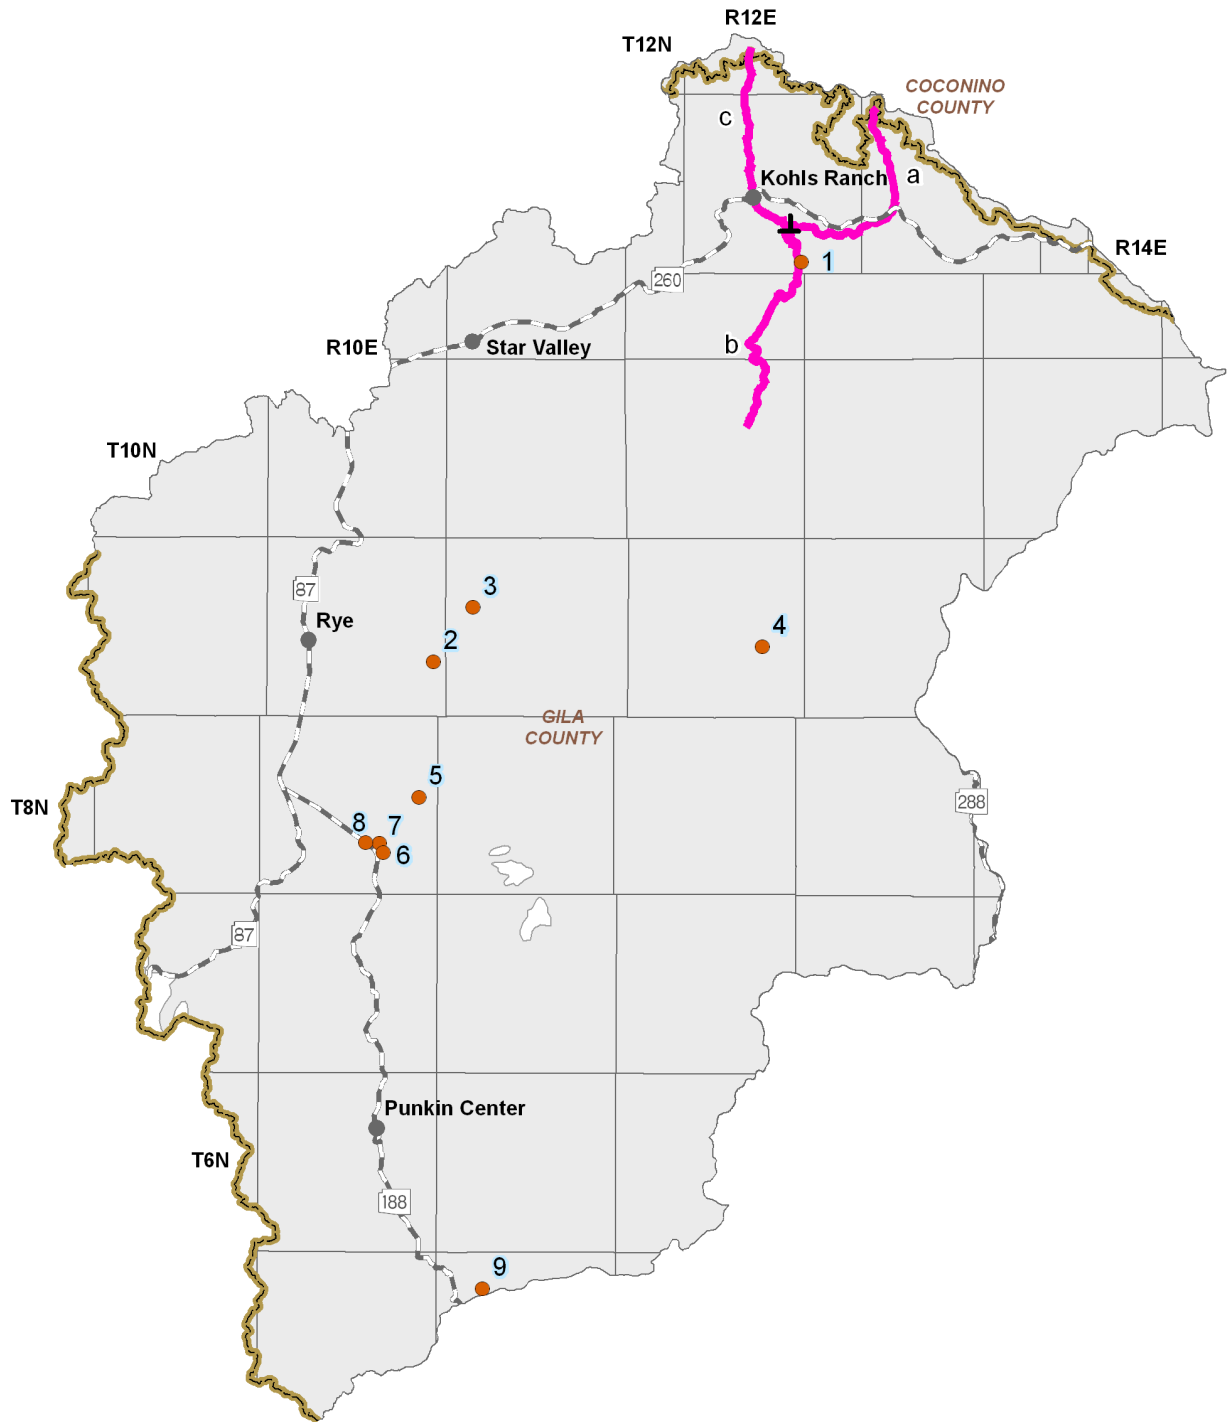 R12E
T12N
COCONINO
COUNTY
c
a
Kohls Ranch
R14E
1
260
b
R10E
Star Valley
T10N
3
87
Rye
2
4
GILA
COUNTY
5
T8N
288
8
7
6
87
Punkin Center
T6N
188
9